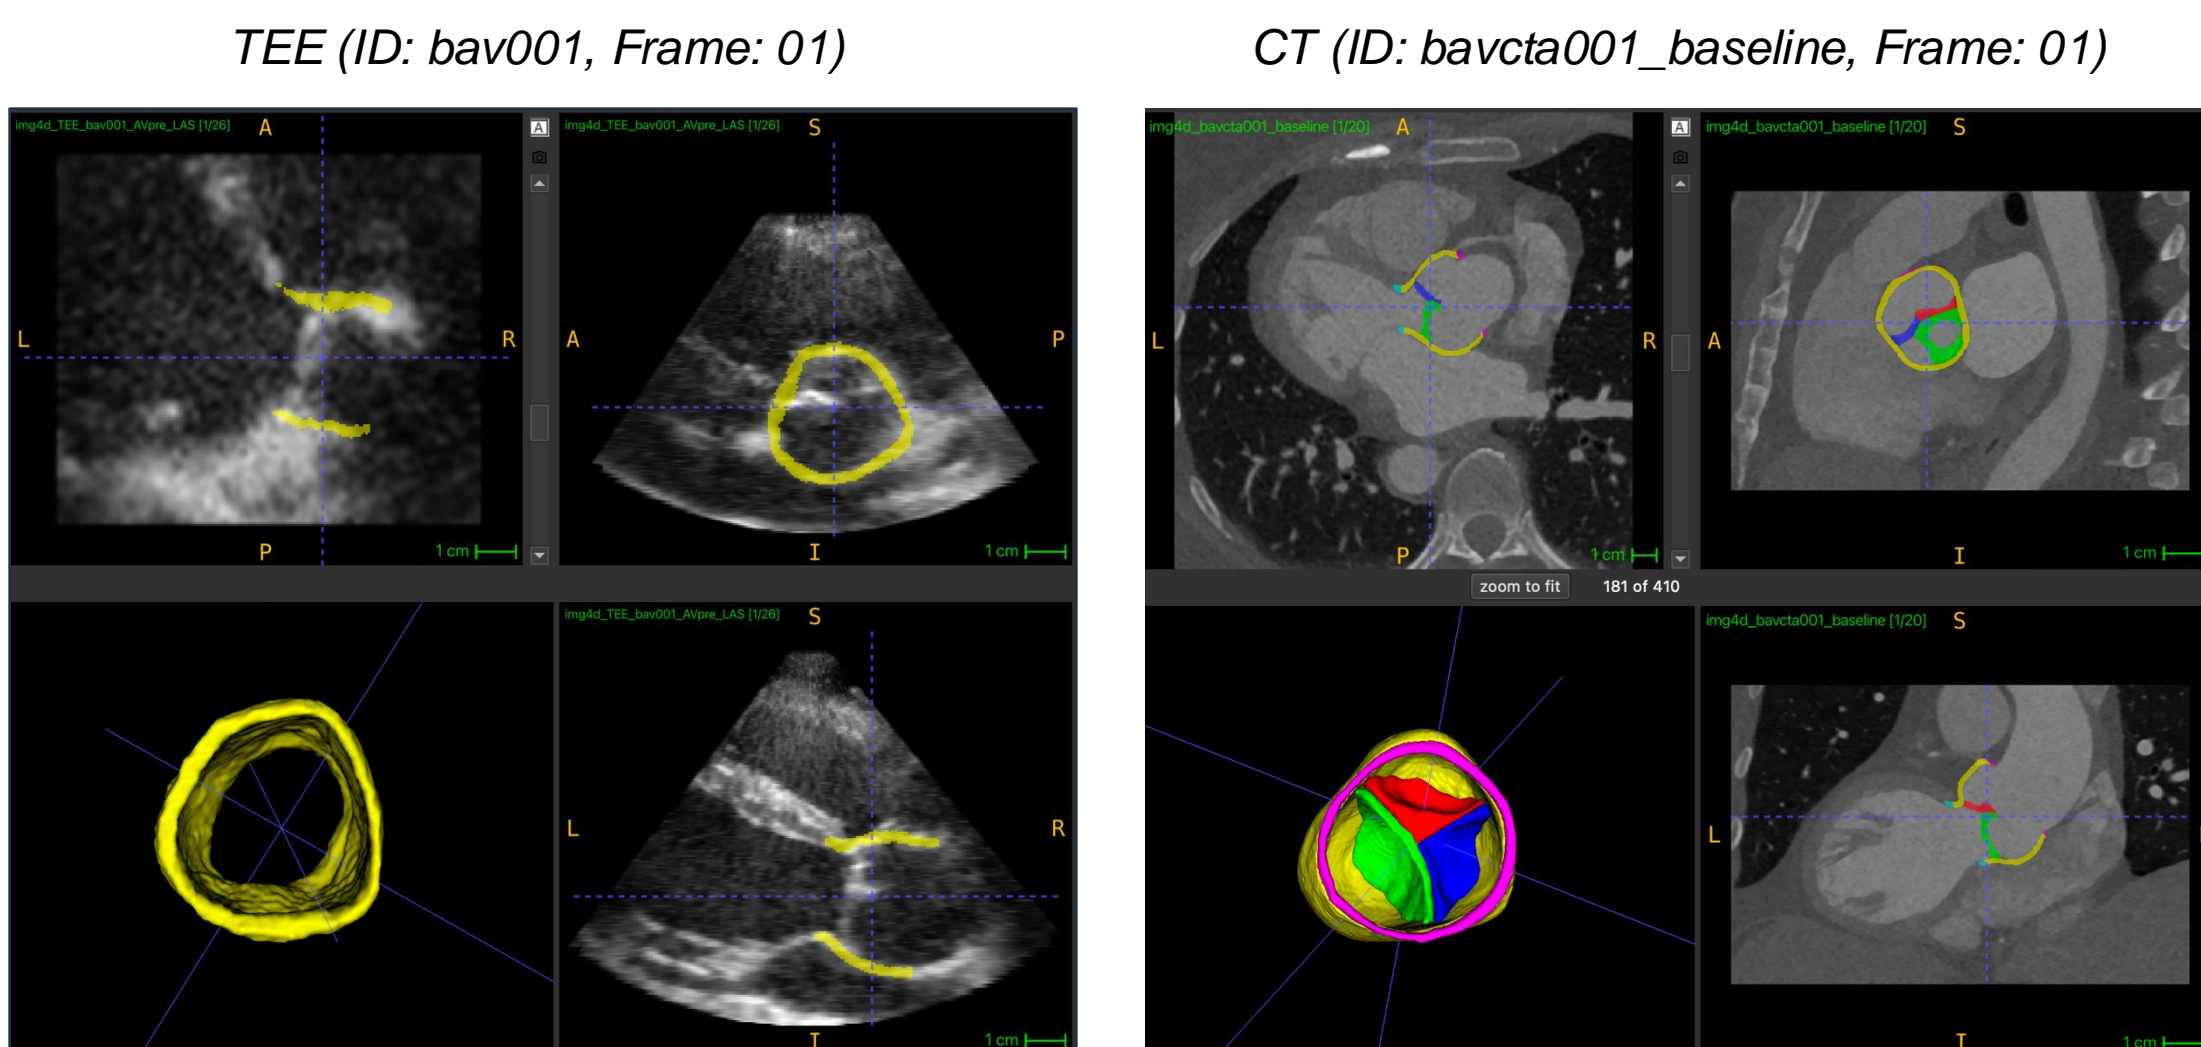 TEE (ID: bav001, Frame: 01)
CT (ID: bavcta001_baseline, Frame: 01)
img4d_TEE_bav001_AVpre_LAS [1/26]
A
L
R
P
1 cm
A
img4d_TEE_bav001_AVpre_LAS [1/26]
S
A
P
I
1 cm
img4d_TEE_bav001_AVpre_LAS [1/26]
S
L
R
I
1 cm
img4d_bavcta001_baseline [1/20]
A
L
R
P
1 cm
A
zoom to fit
181 of 410
img4d_bavcta001_baseline [1/20]
S
A
I
1 cm
img4d_bavcta001_baseline [1/20]
S
L
I
1 cm